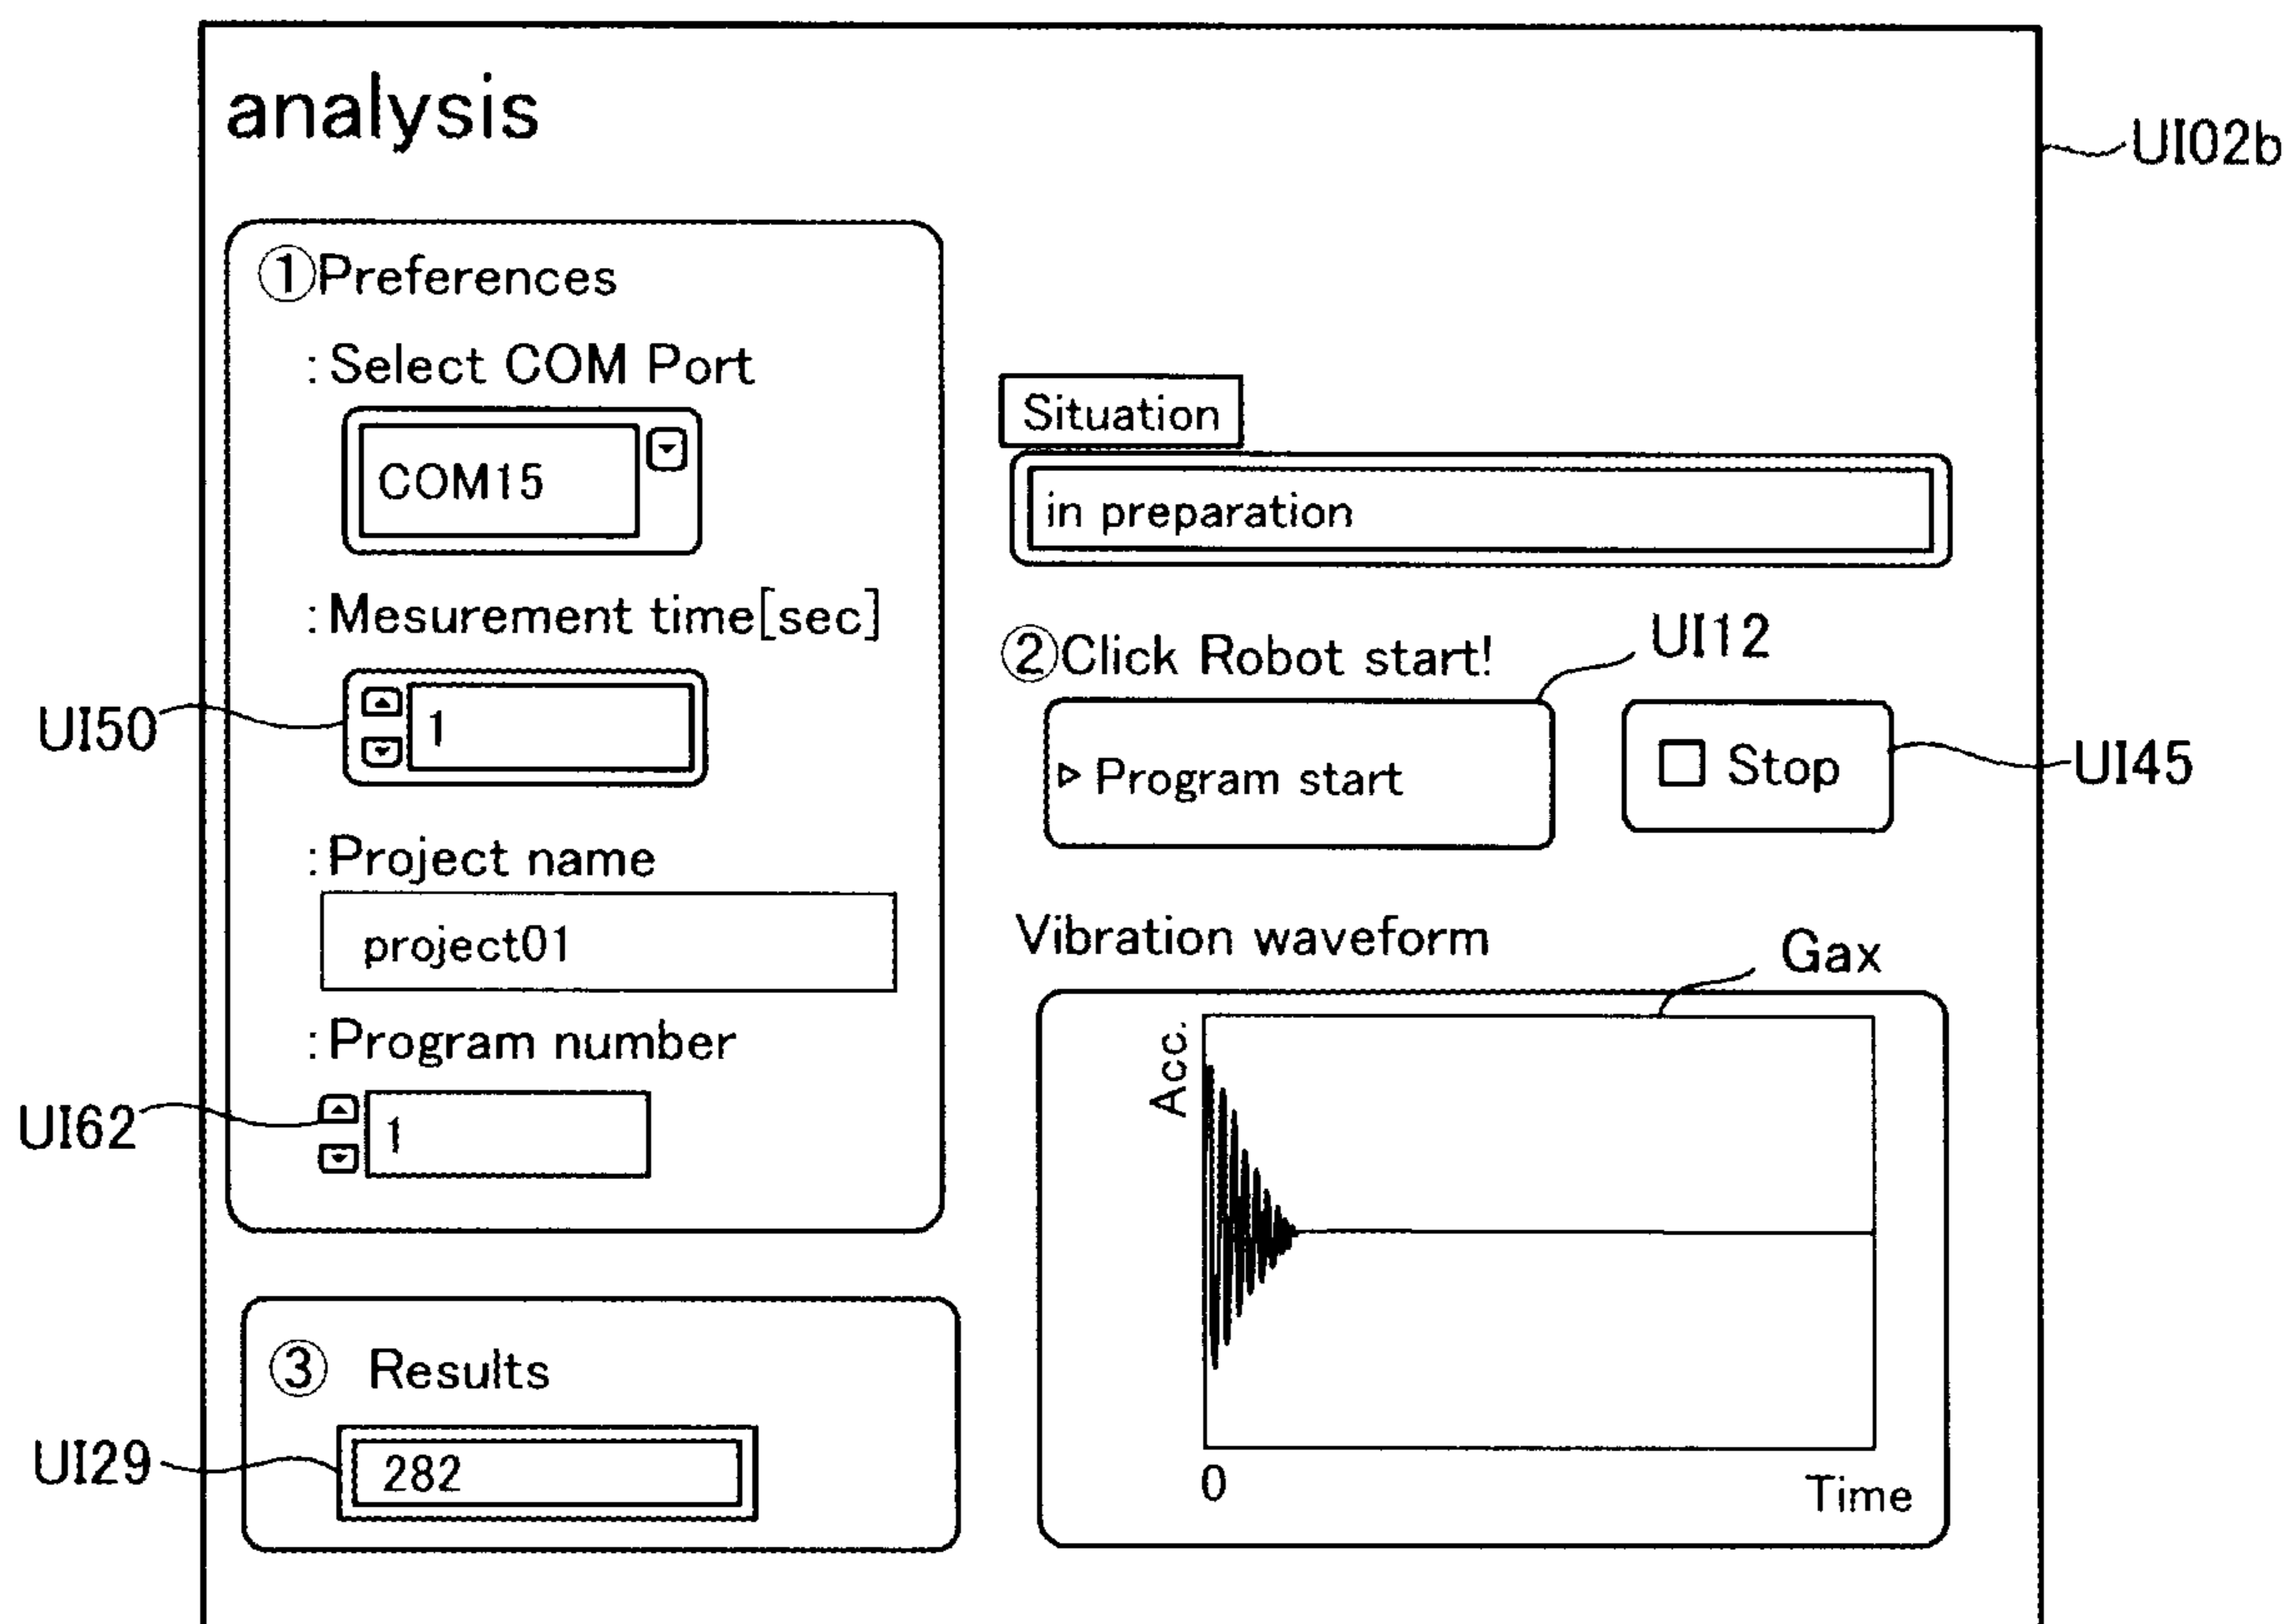 analysis
UI02b
①Preferences
:Select COM Port
COM15
:Mesurement time[sec]
UI50
1
:Project name
project01
:Program number
UI62
1
Situation
in preparation
②Click Robot start!
UI12
Program start
Stop
UI45
Vibration waveform
Gax
Acc.
0
Time
③ Results
UI29
282